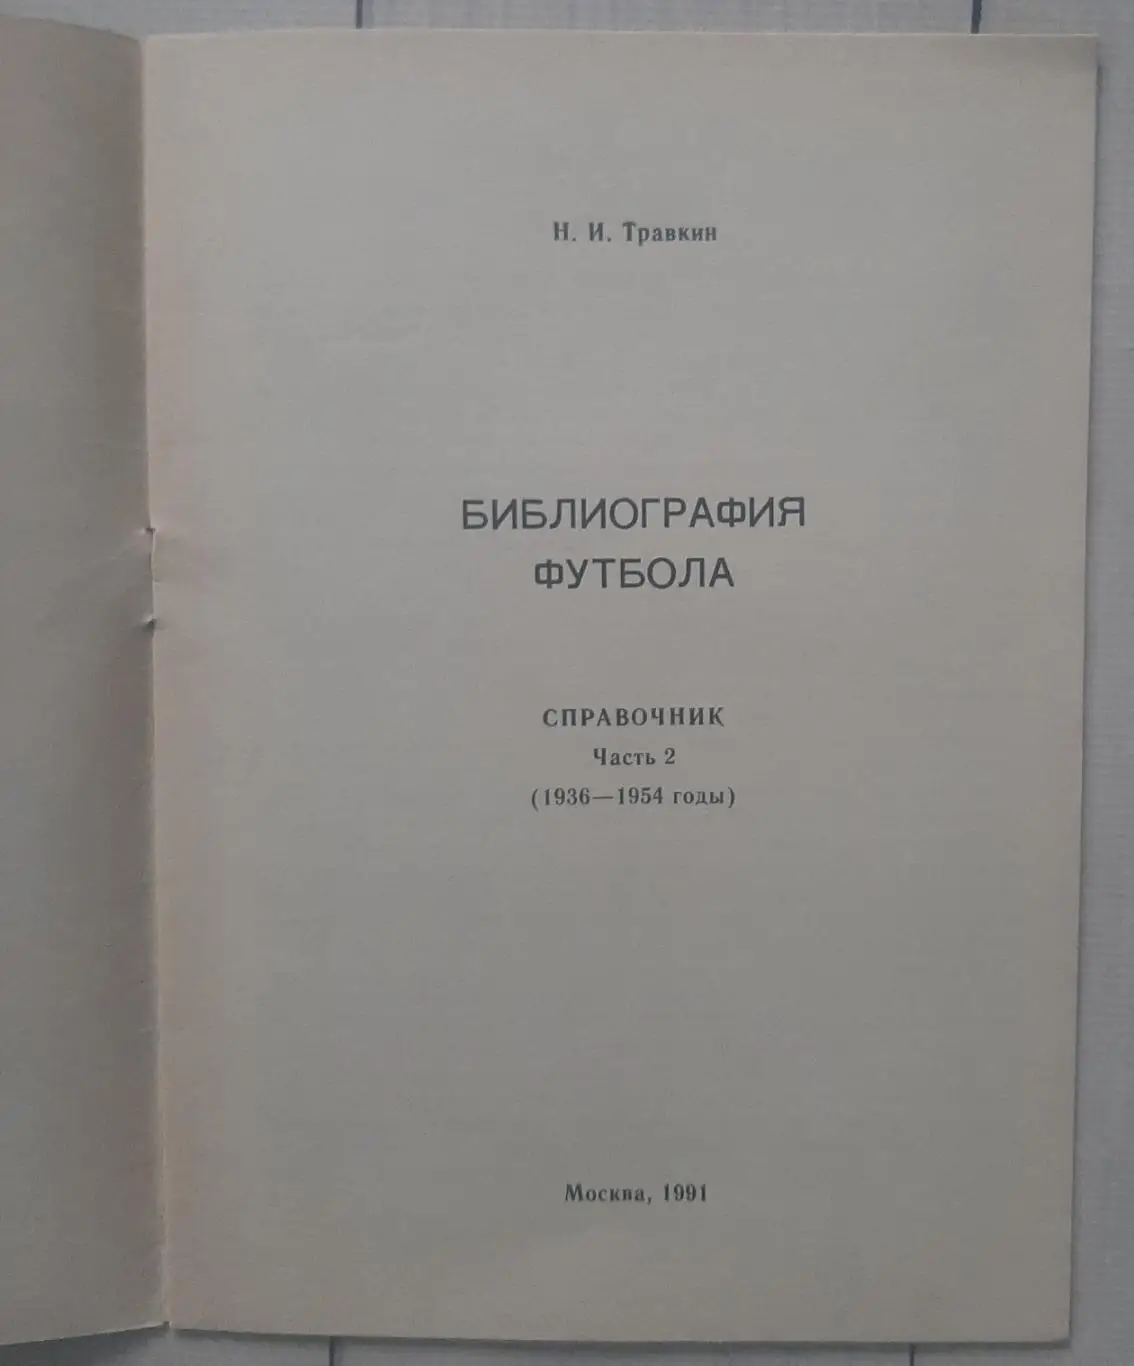 Н. И. Травкин
БИБЛИОГРАФИЯ
ФУТБОЛА
СПРАВОЧНИК
Часть 2
(1936—1954 годы)
Москва, 1991